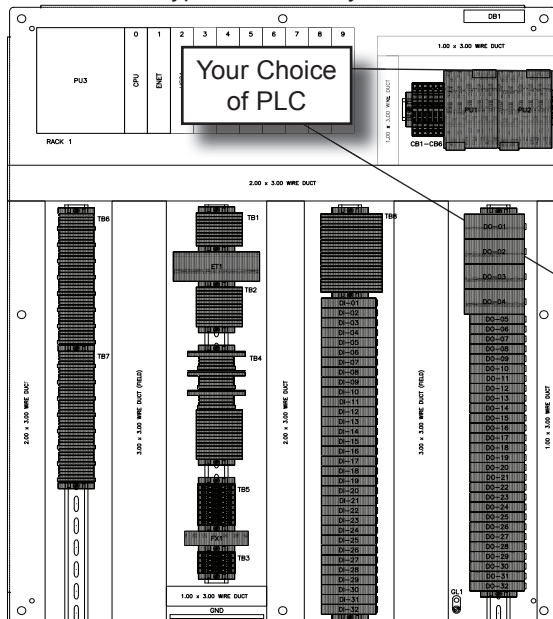 DB1
0 1 2 3 4 5 6 7 8 9
1.00 x 3.00 WIRE DUCT
PU3
CPU
ENET
Your Choice
of PLC
1.00 x 3.00 WIRE DUCT
PU1
PU2
RACK 1
CB1-CB6
2.00 x 3.00 WIRE DUCT
TB6
TB1
TB8
DO-01
DO-02
ET1
DO-03
TB2
DO-04
DI-01
DI-02
DI-03
DI-04
DI-05
DI-06
DI-07
DI-08
DI-09
DI-10
DI-11
DI-12
DI-13
DI-14
DI-15
DI-16
DI-17
DI-18
DI-19
DI-20
DI-21
DI-22
DI-23
DI-24
DI-25
DI-26
DI-27
DI-28
DI-29
DI-30
DI-31
DI-32
DO-05
DO-06
DO-07
DO-08
DO-09
DO-10
DO-11
DO-12
DO-13
DO-14
DO-15
DO-16
DO-17
DO-18
DO-19
DO-20
DO-21
DO-22
DO-23
DO-24
DO-25
DO-26
DO-27
DO-28
DO-29
DO-30
DO-31
DO-32
TB7
TB4
2.00 x 3.00 WIRE DUCT
3.00 x 3.00 WIRE DUCT (FIELD)
2.00 x 3.00 WIRE DUCT
3.00 x 3.00 WIRE DUCT (FIELD)
1.00 x 3.00 WIRE DUCT
TB5
FX1
TB3
1.00 x 3.00 WIRE DUCT
GND
GL1